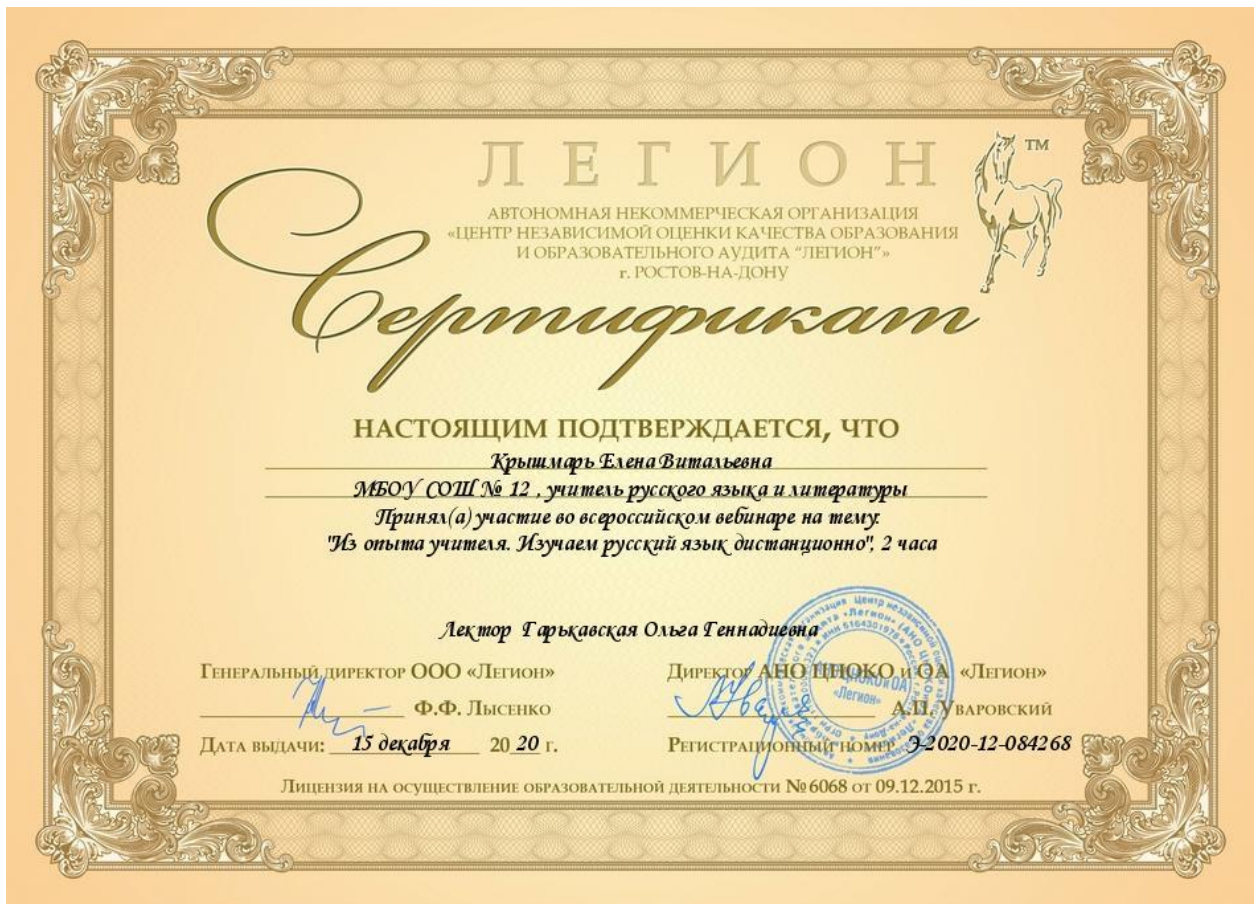 ЛЕГИОН
TM
АВТОНОМНАЯ НЕКОММЕРЧЕСКАЯ ОРГАНИЗАЦИЯ
«ЦЕНТР НЕЗАВИСИМОЙ ОЦЕНКИ КАЧЕСТВА ОБРАЗОВАНИЯ
И ОБРАЗОВАТЕЛЬНОГО АУДИТА “ЛЕГИОН”»
г. РОСТОВ-НА-ДОНУ
Сертификат
НАСТОЯЩИМ ПОДТВЕРЖДАЕТСЯ, ЧТО
Крышмарь Елена Витальевна
МБОУ СОШ № 12 , учитель русского языка и литературы
Принял(а) участие во всероссийском вебинаре на тему:
"Из опыта учителя. Изучаем русский язык дистанционно", 2 часа
Лектор Гарькавская Ольга Геннадиевна
Генеральный директор ООО «Легион»
Ф.Ф. Лысенко
Дата выдачи: 15 декабря 20 20 г.
Директор АНО ЦНОКО и ОА «Легион»
А.П. Уваровский
Регистрационный номер Э-2020-12-084268
«Легион»
Лицензия на осуществление образовательной деятельности № 6068 от 09.12.2015 г.